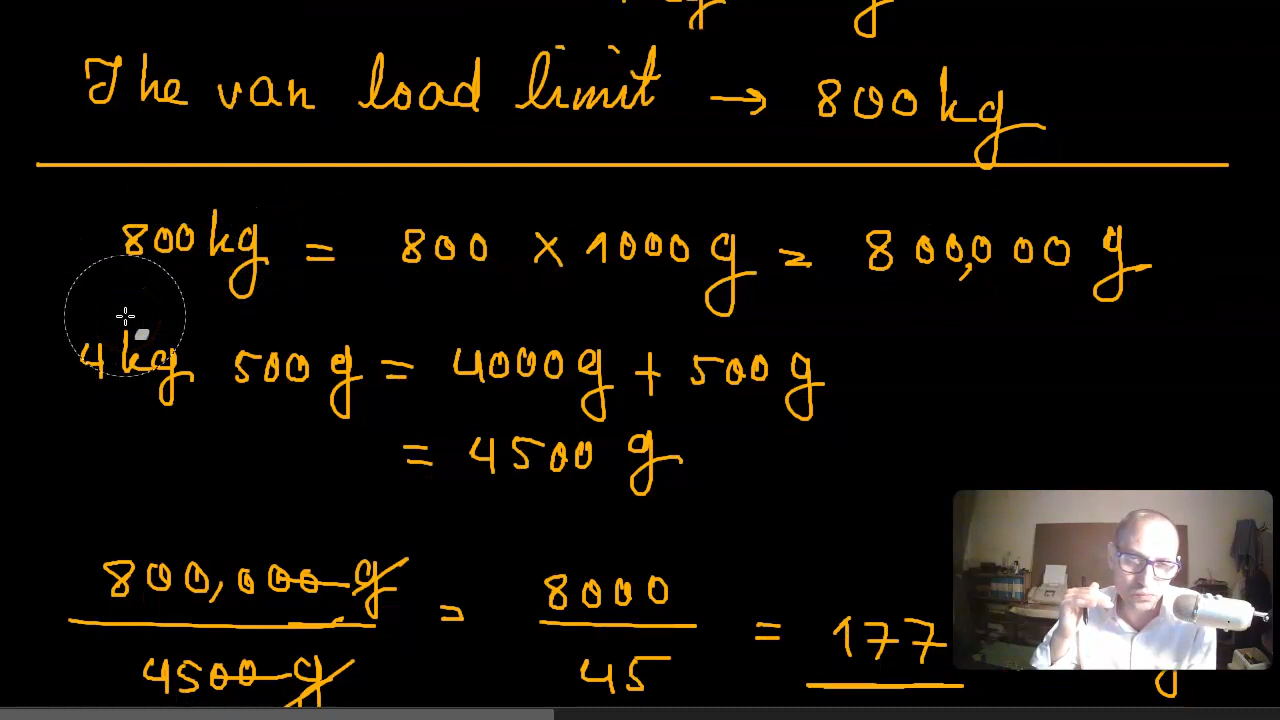 The van load limit → 800 kg
800 kg = 800 × 1000 g = 800,000 g
4 kg 500 g = 4000 g + 500 g
= 4500 g
800,000 g / 4500 g = 8000 / 45 = 177